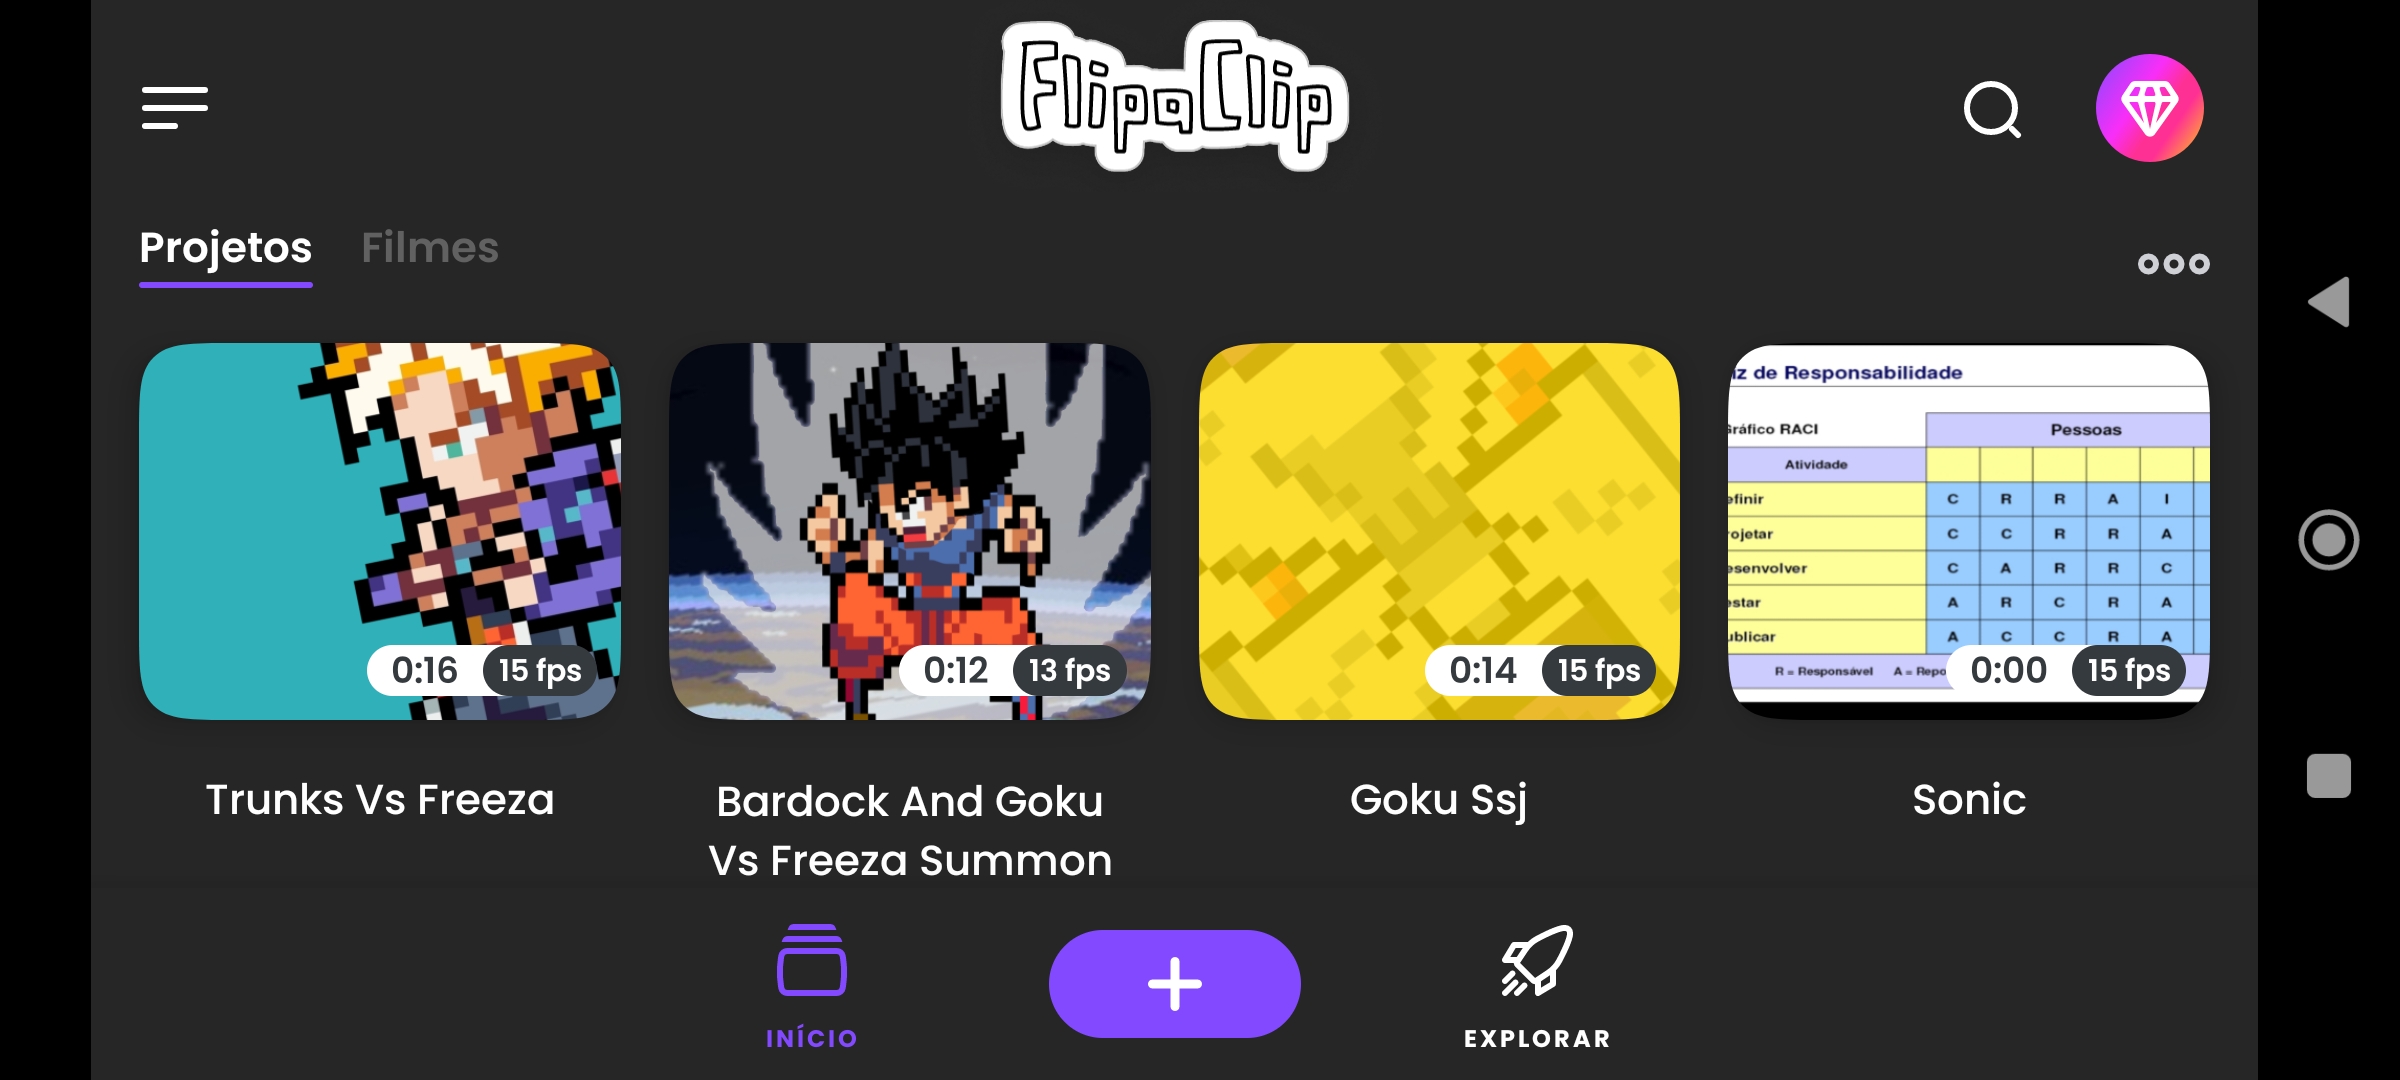 FlipaClip
Projetos Filmes
iz de Responsabilidade
Gráfico RACI Pessoas
Atividade
efinir C R R A I
rojetar C C R R A
esenvolver C A R R C
estar A R C R A
ublicar A C C R A
R = Responsável A = Repo
0:16 15 fps
0:12 13 fps
0:14 15 fps
0:00 15 fps
Trunks Vs Freeza
Bardock And Goku
Vs Freeza Summon
Goku Ssj
Sonic
INÍCIO
EXPLORAR